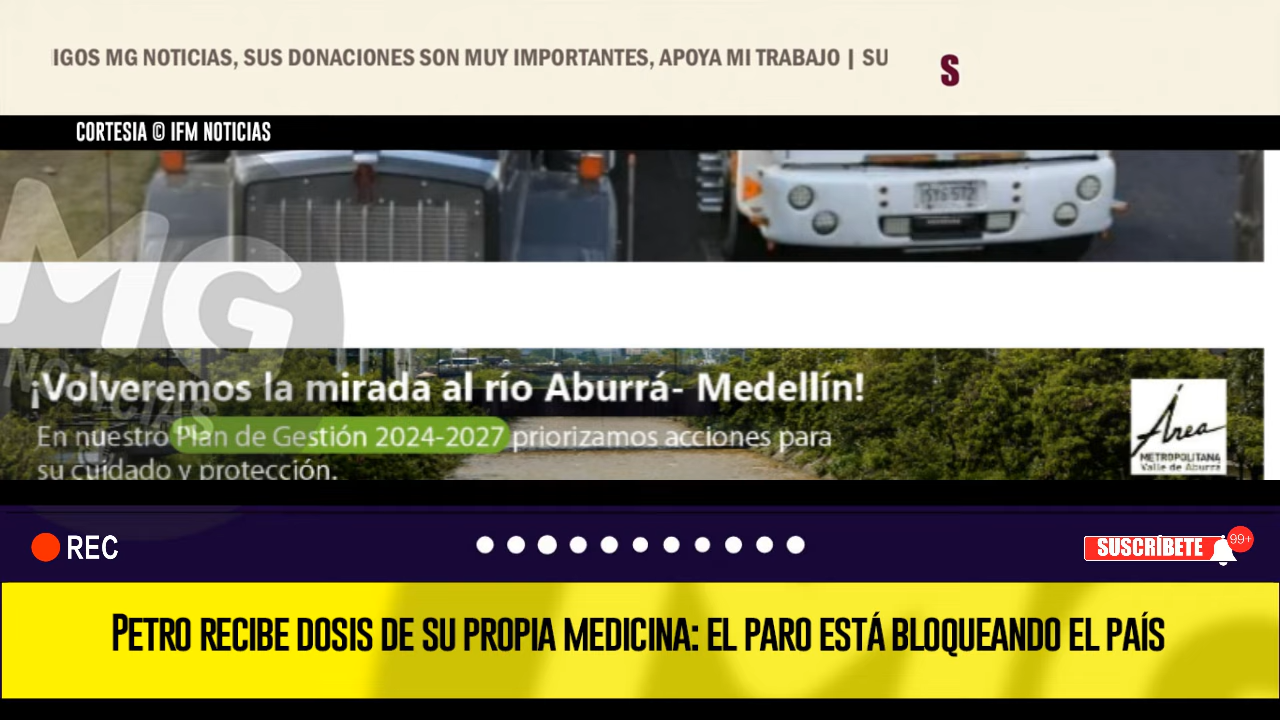 IGOS MG NOTICIAS, SUS DONACIONES SON MUY IMPORTANTES, APOYA MI TRABAJO | SU
S
CORTESIA © IFM NOTICIAS
MG
NOTICIAS
¡Volveremos la mirada al río Aburrá- Medellín!
En nuestro Plan de Gestión 2024-2027 priorizamos acciones para
su cuidado y protección.
Área
METROPOLITANA
Valle de Aburrá
REC
SUSCRÍBETE
99+
PETRO RECIBE DOSIS DE SU PROPIA MEDICINA: EL PARO ESTÁ BLOQUEANDO EL PAÍS